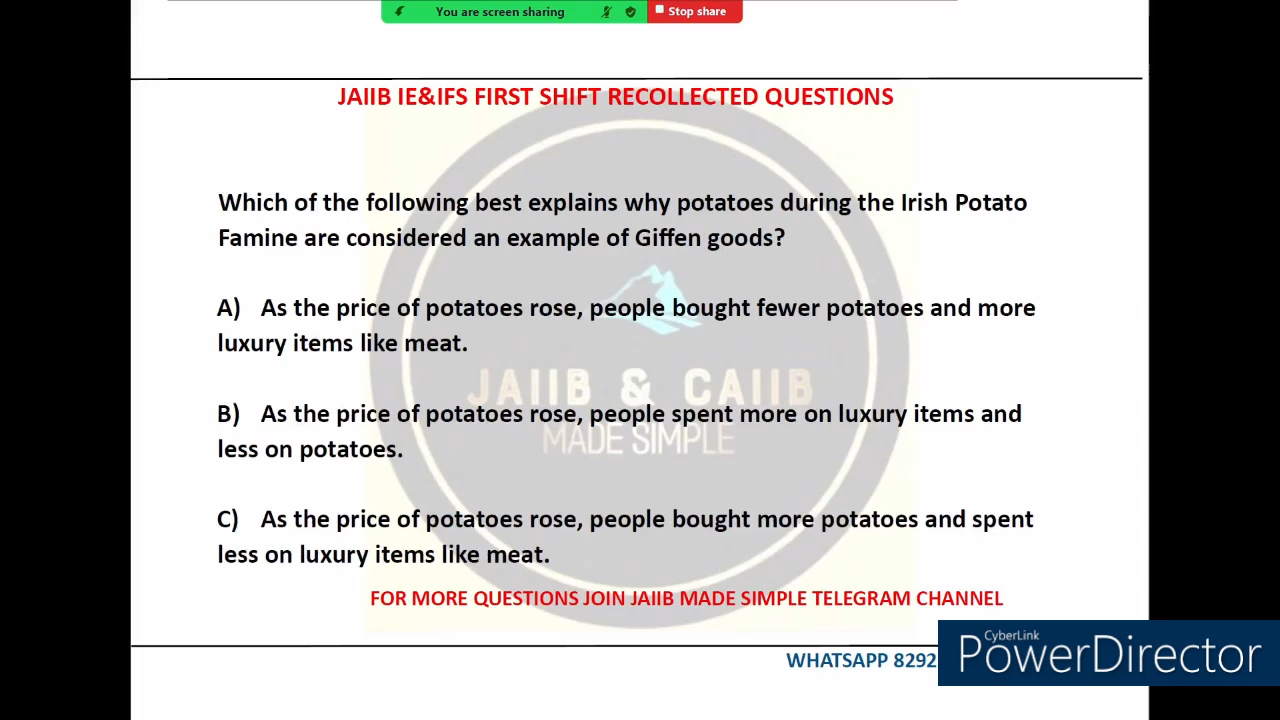 You are screen sharing
Stop share
JAIIB IE&IFS FIRST SHIFT RECOLLECTED QUESTIONS
Which of the following best explains why potatoes during the Irish Potato
Famine are considered an example of Giffen goods?
A) As the price of potatoes rose, people bought fewer potatoes and more
luxury items like meat.
JAIIB & CAIIB
B) As the price of potatoes rose, people spent more on luxury items and
less on potatoes.
MADE SIMPLE
C) As the price of potatoes rose, people bought more potatoes and spent
less on luxury items like meat.
FOR MORE QUESTIONS JOIN JAIIB MADE SIMPLE TELEGRAM CHANNEL
WHATSAPP 8292
CyberLink
PowerDirector